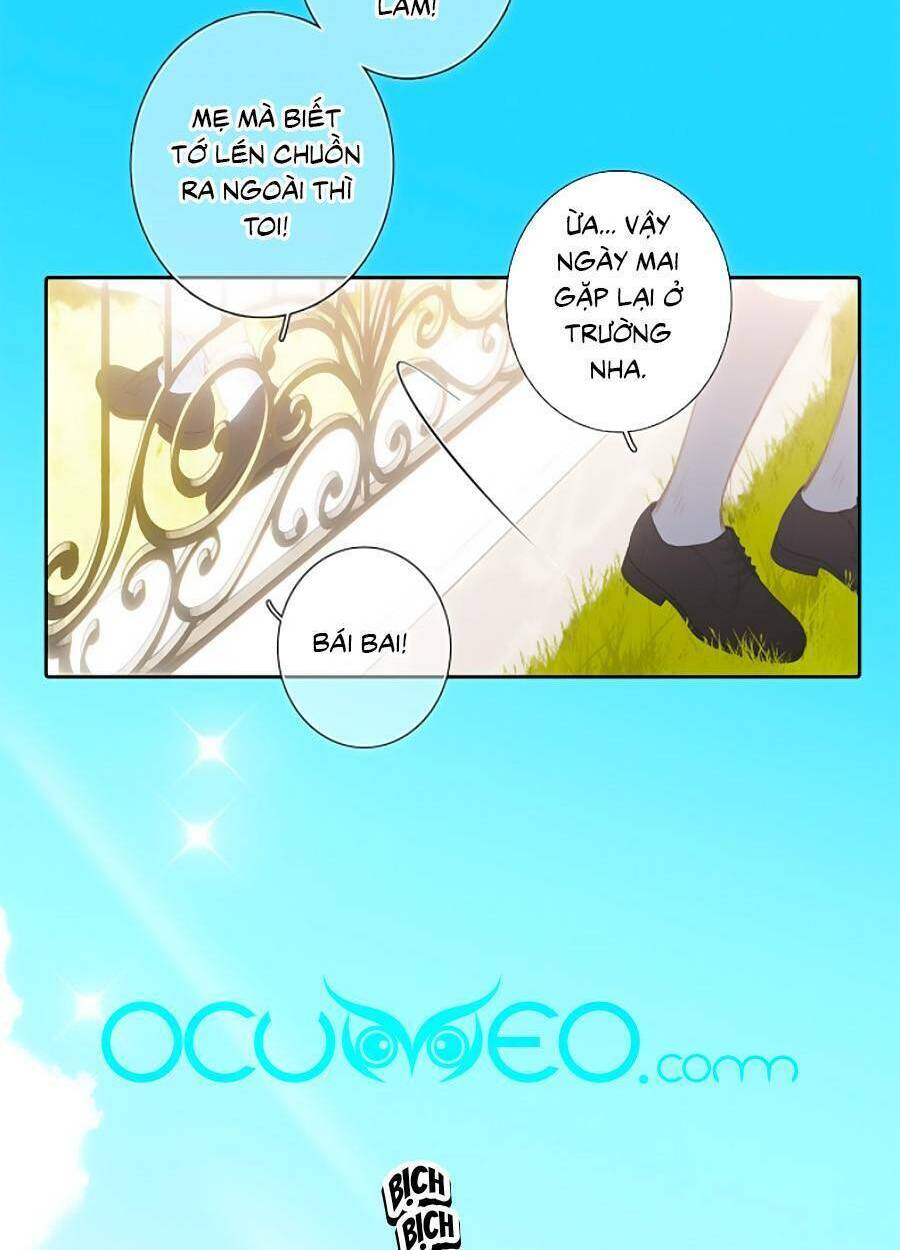 LẮM!
MẸ MÀ BIẾT
TỚ LÉN CHUỒN
RA NGOÀI THÌ
TOI!
ỪA... VẬY
NGÀY MAI
GẶP LẠI Ở
TRƯỜNG
NHA.
BÁI BAI!
OCUMEO.com
BỊCH
BỊCH